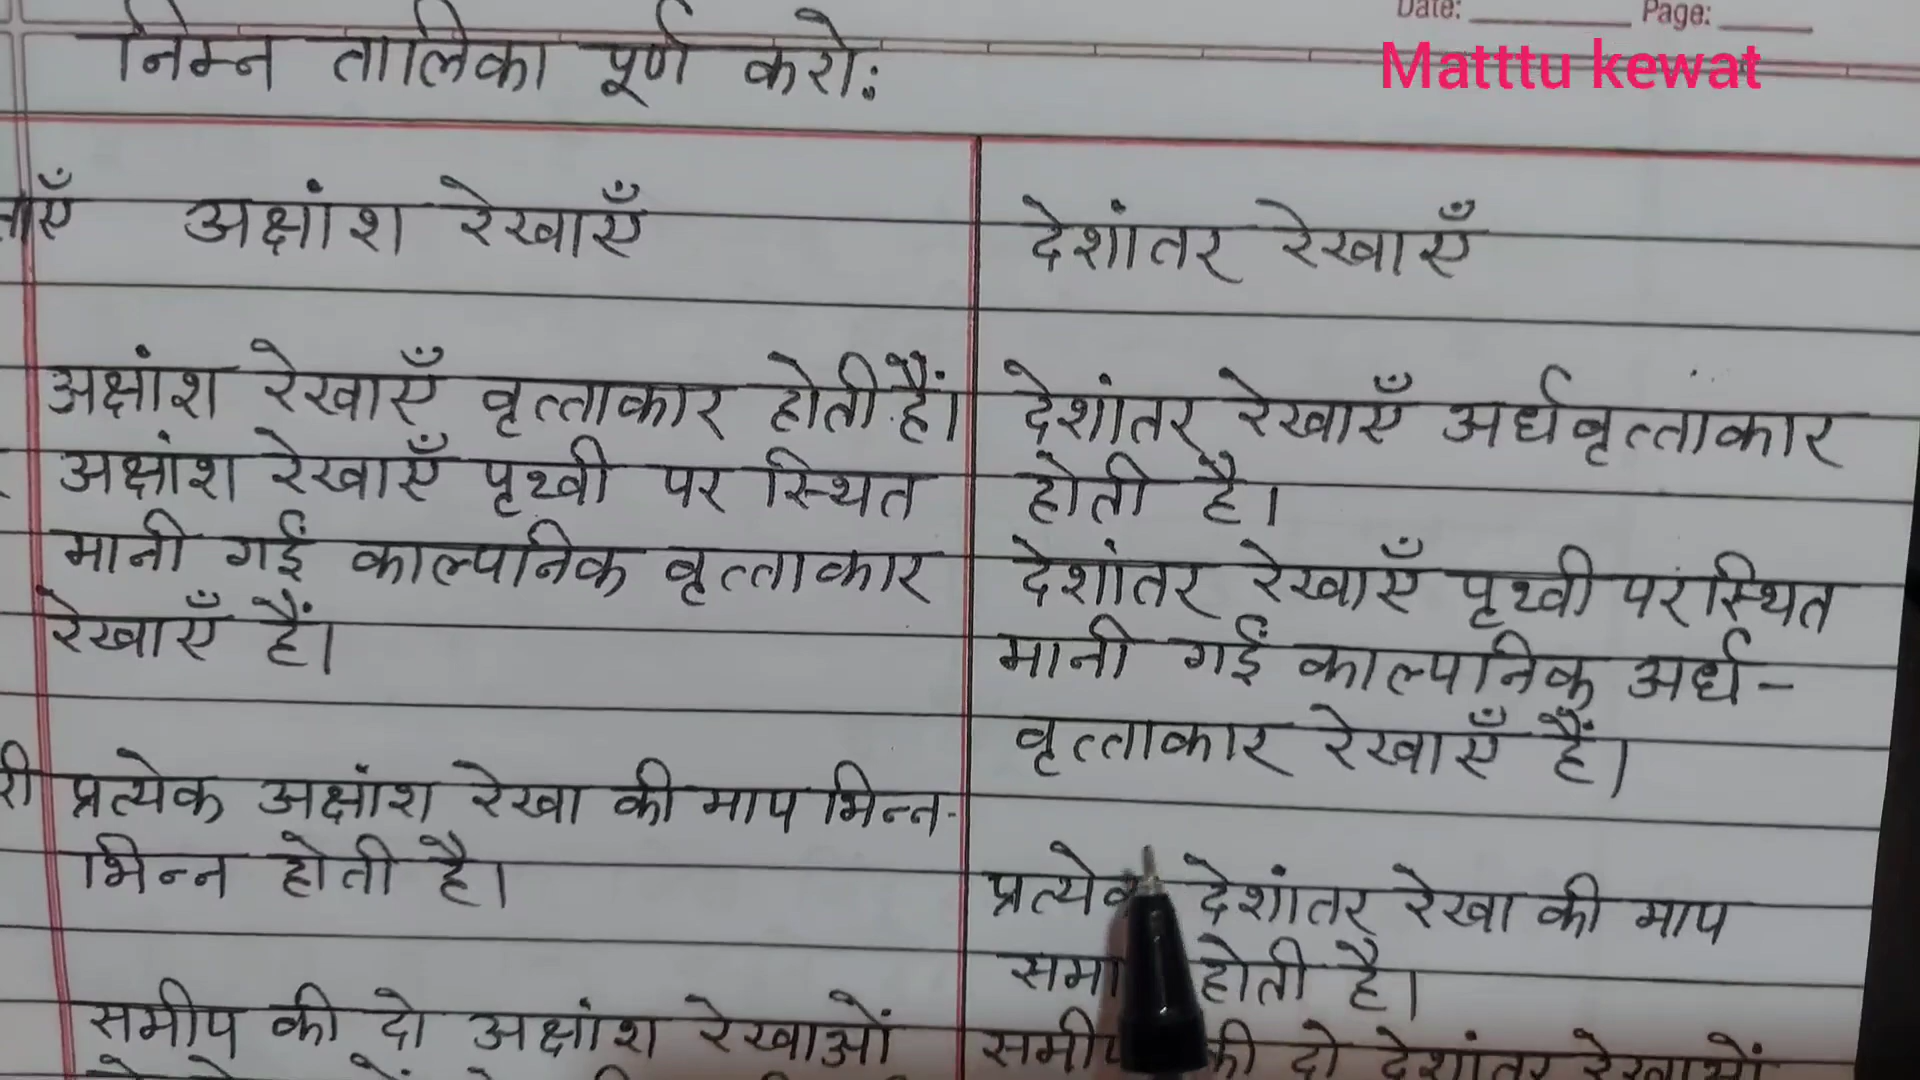 Date: Page:
Matttu kewat
निम्न तालिका पूर्ण करो:
अक्षांश रेखाएँ
देशांतर रेखाएँ
अक्षांश रेखाएँ वृत्ताकार होती हैं।
अक्षांश रेखाएँ पृथ्वी पर स्थित
मानी गई काल्पनिक वृत्ताकार
रेखाएँ हैं।
प्रत्येक अक्षांश रेखा की माप भिन्न-
भिन्न होती है।
समीप की दो अक्षांश रेखाओं
देशांतर रेखाएँ अर्धवृत्तांकार
होती है।
देशांतर रेखाएँ पृथ्वी पर स्थित
मानी गई काल्पनिक अर्ध-
वृत्ताकार रेखाएँ हैं।
प्रत्येक देशांतर रेखा की माप
होती है।
की दो देशांतर रेखाओं